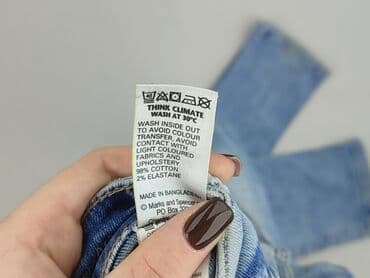 THINK CLIMATE
WASH AT 30°C
WASH INSIDE OUT
TO AVOID COLOUR
TRANSFER, AVOID
CONTACT WITH
LIGHT COLOURED
FABRICS AND
UPHOLSTERY
98% COTTON
2% ELASTANE
MADE IN BANGLADE
© Marks and Spencer
PO Box